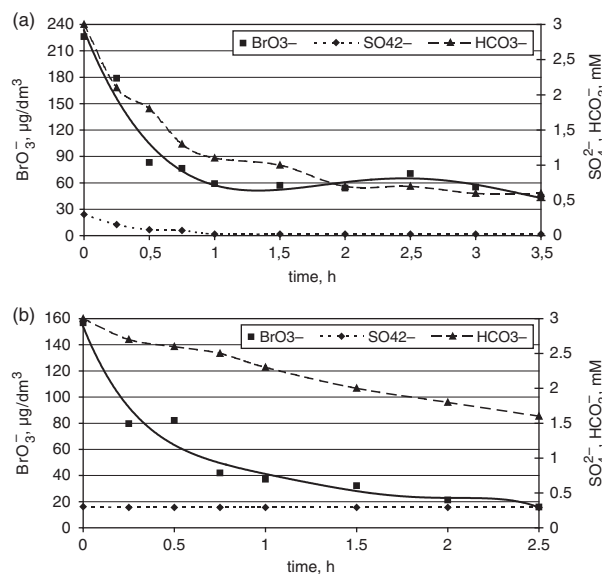 (a)
240
210
180
150
120
90
60
30
0
BrO3–, µg/dm³
BrO3– SO42– HCO3–
3
2,5
2
1,5
1
0,5
0
SO4²⁻, HCO3⁻, mM
0 0,5 1 1,5 2 2,5 3 3,5
time, h
(b)
160
140
120
100
80
60
40
20
0
BrO3⁻, µg/dm³
BrO3– SO42– HCO3–
3
2.5
2
1.5
1
0.5
0
SO4²⁻, HCO3⁻, mM
0 0.5 1 1.5 2 2.5
time, h